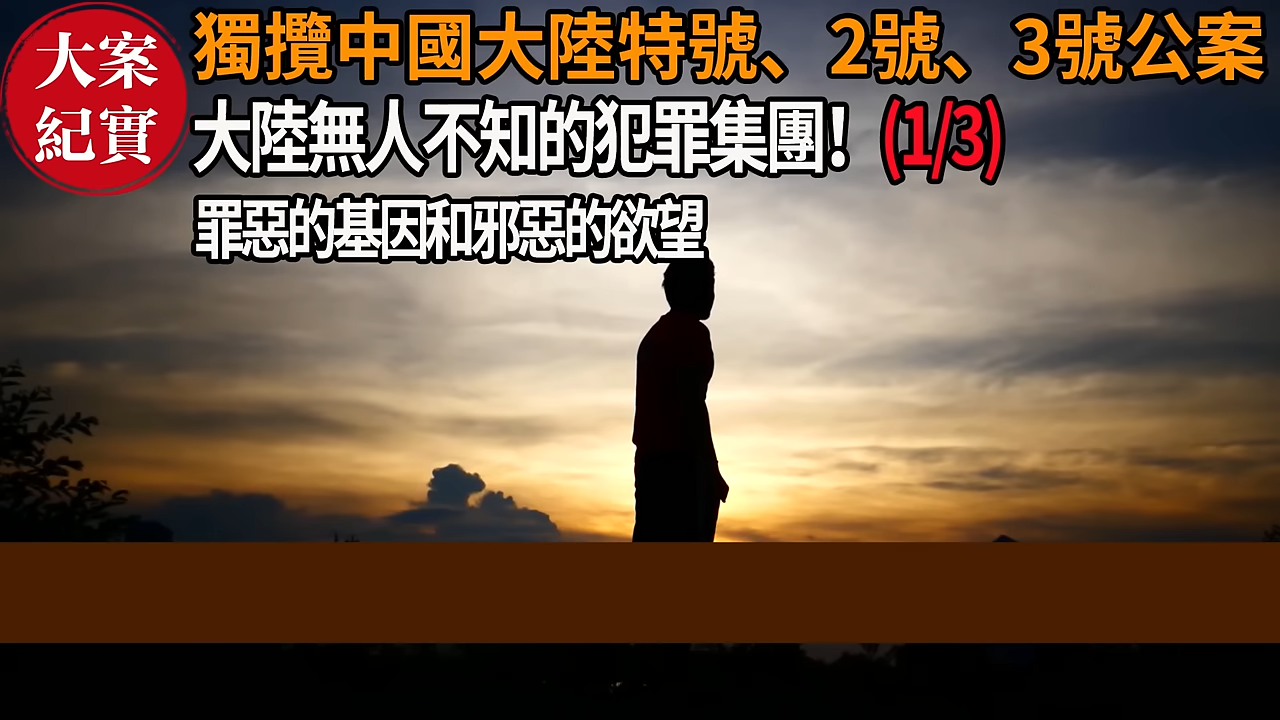 大案
紀實
獨攬中國大陸特號、2號、3號公案
大陸無人不知的犯罪集團！(1/3)
罪惡的基因和邪惡的欲望